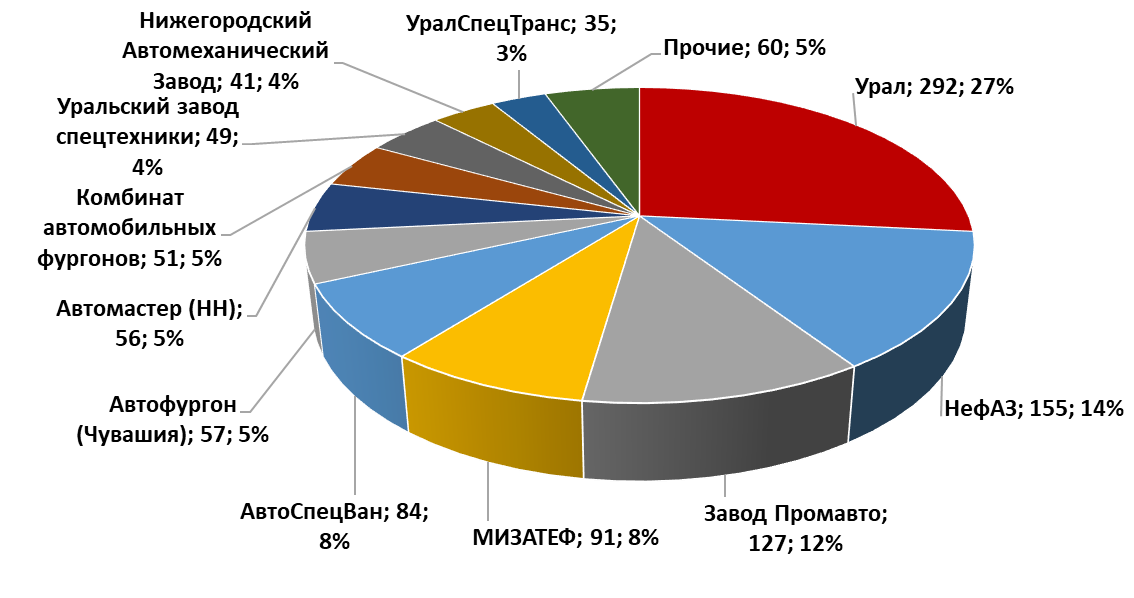 Нижегородский
Автомеханический
Завод; 41; 4%
УралСпецТранс; 35;
3%
Прочие; 60; 5%
Урал; 292; 27%
Уральский завод
спецтехники; 49;
4%
Комбинат
автомобильных
фургонов; 51; 5%
Автомастер (НН);
56; 5%
Автофургон
(Чувашия); 57; 5%
НефАЗ; 155; 14%
АвтоСпецВан; 84;
8%
МИЗАТЕФ; 91; 8%
Завод Промавто;
127; 12%